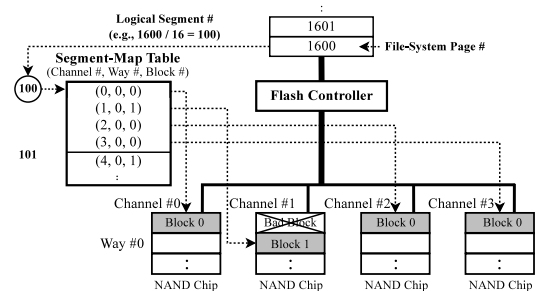 :
Logical Segment #
(e.g., 1600 / 16 = 100)
1601
1600
File-System Page #
Segment-Map Table
(Channel #, Way #, Block #)
100
(0, 0, 0)
(1, 0, 1)
(2, 0, 0)
(3, 0, 0)
101
(4, 0, 1)
:
Flash Controller
Channel #0
Channel #1
Channel #2
Channel #3
Way #0
Block 0
Bad Block
Block 0
Block 0
Block 1
:
:
:
:
NAND Chip
NAND Chip
NAND Chip
NAND Chip